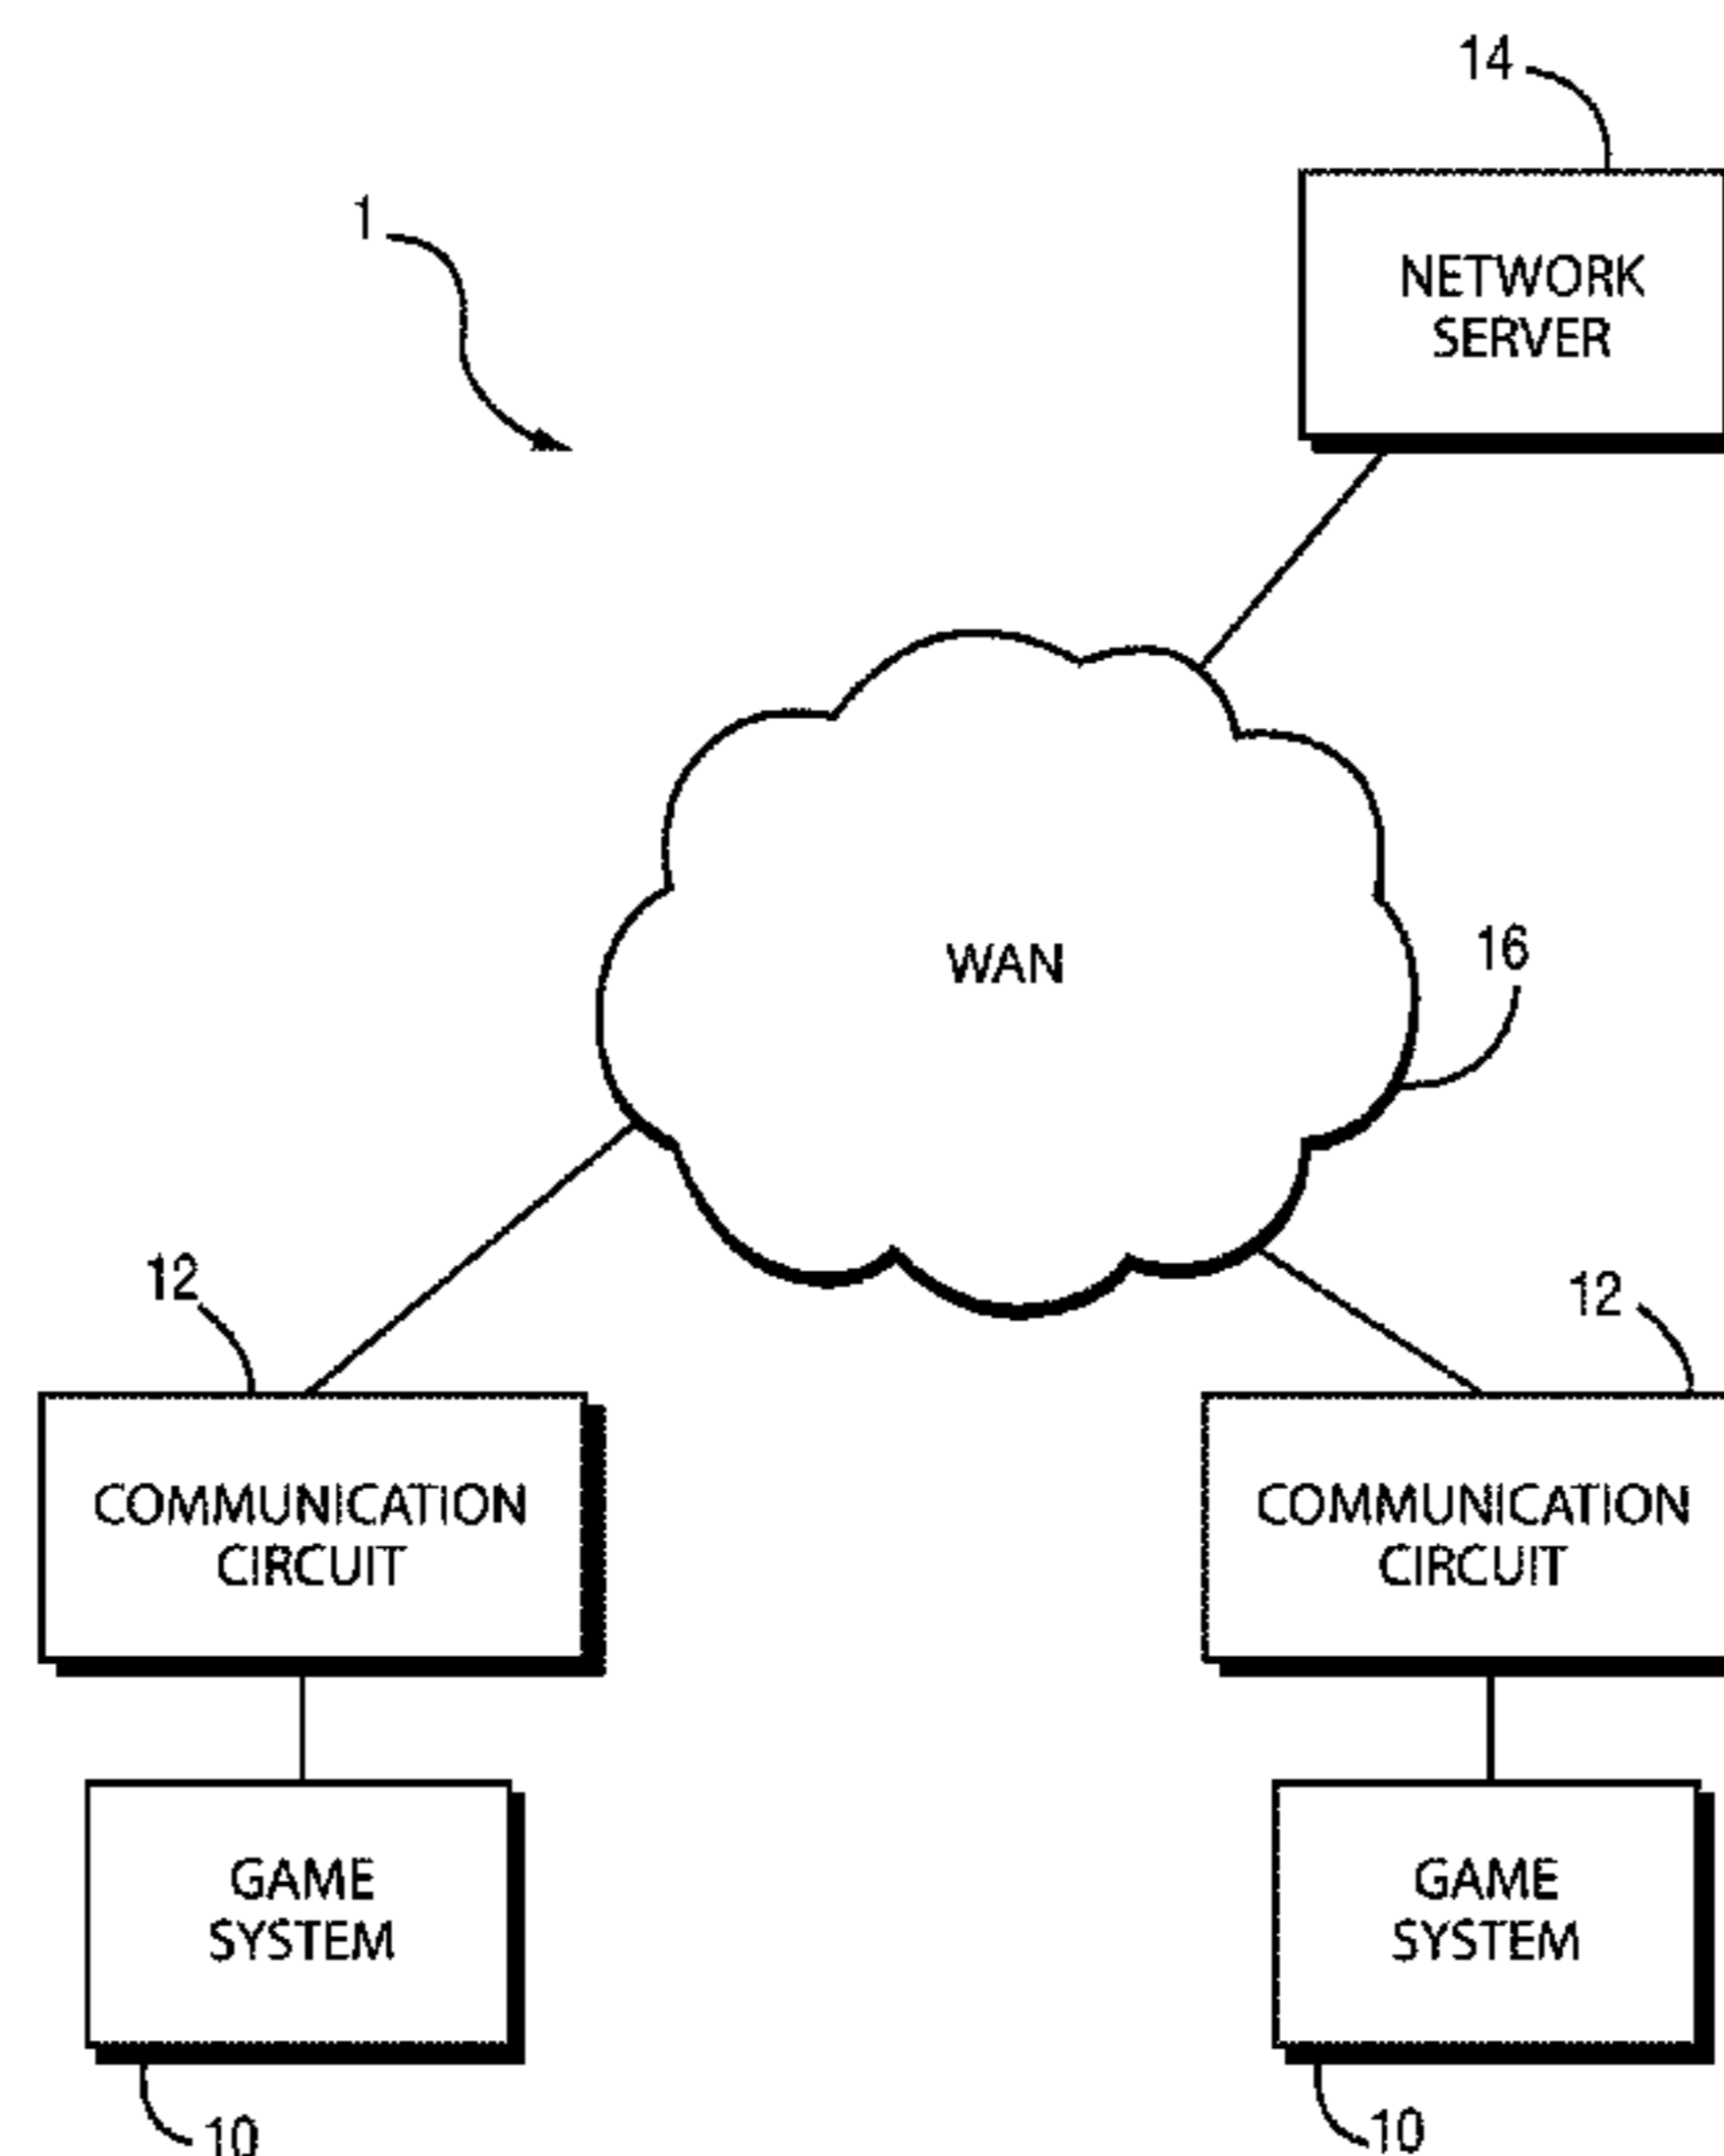 14
1
NETWORK
SERVER
WAN
16
12
12
COMMUNICATION
CIRCUIT
COMMUNICATION
CIRCUIT
GAME
SYSTEM
GAME
SYSTEM
10
10